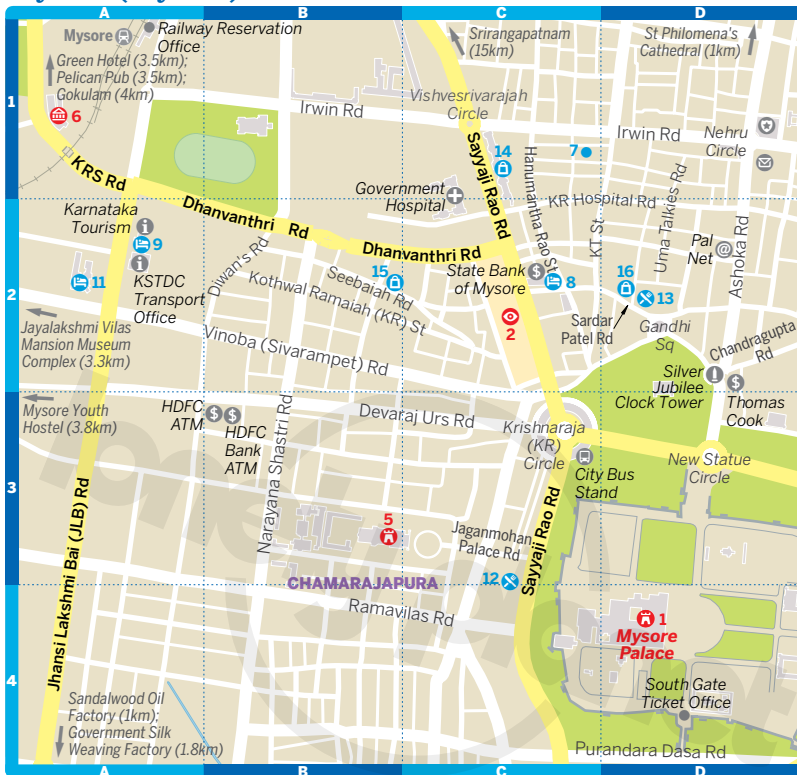 A
B
C
D
Mysore
Railway Reservation
Office
Green Hotel (3.5km);
Pelican Pub (3.5km);
Gokulam (4km)
Srirangapatnam
(15km)
St Philomena's
Cathedral (1km)
1
6
Irwin Rd
Vishvesrivarajah
Circle
Irwin Rd
Nehru
Circle
14
7
KRS Rd
Sayyaji Rao Rd
Hanumantha Rao St
Government
Hospital
KR Hospital Rd
KT St
Uma Talkies Rd
Ashoka Rd
Karnataka
Tourism
9
Dhanvanthri Rd
Dhanvanthri Rd
Pal
Net
@
2
11
KSTDC
Transport
Office
Diwan's Rd
Seebaiah Rd
Kothwal Ramaiah (KR) St
15
State Bank
of Mysore
$
8
16
13
2
Sardar
Patel Rd
Gandhi
Sq
Chandragupta
Rd
Jayalakshmi Vilas
Mansion Museum
Complex (3.3km)
Vinoba (Sivarampet) Rd
Silver
Jubilee
Clock Tower
$
Thomas
Cook
Mysore Youth
Hostel (3.8km)
HDFC
ATM
$
$
HDFC
Bank
ATM
Devaraj Urs Rd
Krishnaraja
(KR)
Circle
City Bus
Stand
New Statue
Circle
3
Narayana Shastri Rd
5
Jaganmohan
Palace Rd
Sayyaji Rao Rd
Jhansi Lakshmi Bai (JLB) Rd
CHAMARAJAPURA
12
Ramavilas Rd
1
Mysore
Palace
4
Sandalwood Oil
Factory (1km);
Government Silk
Weaving Factory (1.8km)
South Gate
Ticket Office
Purandara Dasa Rd
A
B
C
D
lonely planet